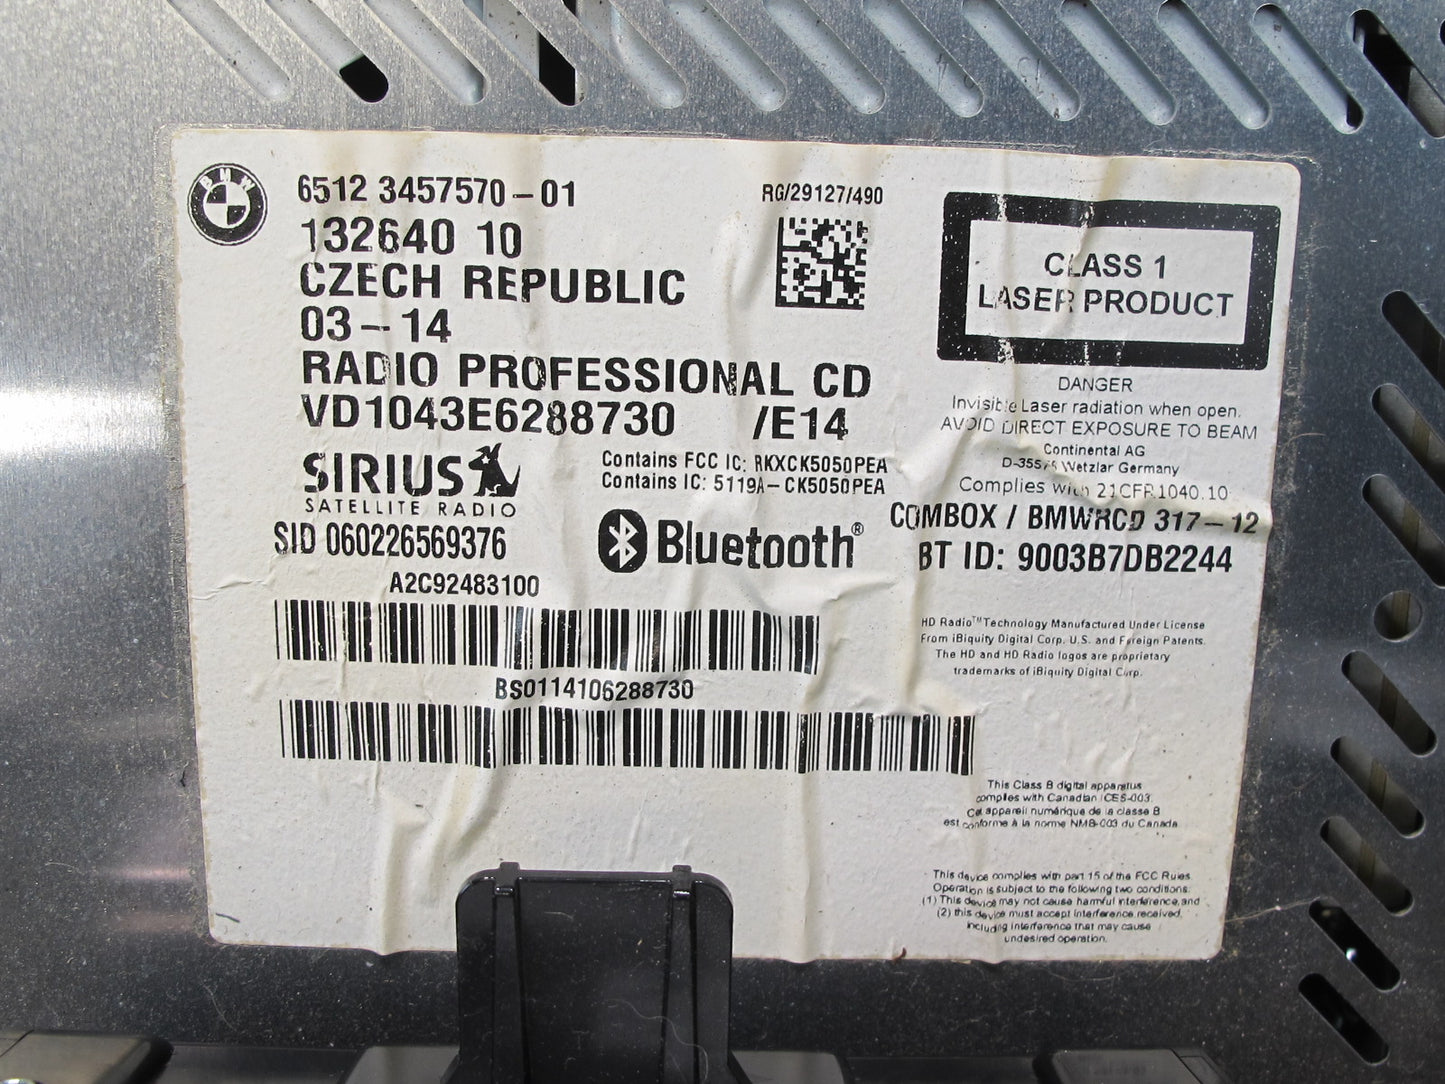 BMW
6512 3457570-01
RG/29127/490
132640 10
CZECH REPUBLIC
03-14
RADIO PROFESSIONAL CD
VD1043E6288730 /E14
CLASS 1
LASER PRODUCT
DANGER
Invisible Laser radiation when open.
AVOID DIRECT EXPOSURE TO BEAM
Continental AG
D-35576 Wetzlar Germany
Complies with 21CFR1040.10
SIRIUS
SATELLITE RADIO
SID 060226569376
Contains FCC IC: RKXCK5050PEA
Contains IC: 5119A-CK5050PEA
Bluetooth®
COMBOX / BMWRCD 317-12
BT ID: 9003B7DB2244
A2C92483100
BS0114106288730
HD Radio™Technology Manufactured Under License
From iBiquity Digital Corp. U.S. and Foreign Patents.
The HD and HD Radio logos are proprietary
trademarks of iBiquity Digital Corp.
This Class B digital apparatus
complies with Canadian ICES-003
Cet appareil numérique de la classe B
est conforme à la norme NMB-003 du Canada
This device complies with part 15 of the FCC Rules.
Operation is subject to the following two conditions:
(1) This device may not cause harmful interference, and
(2) this device must accept interference received,
including interference that may cause
undesired operation.